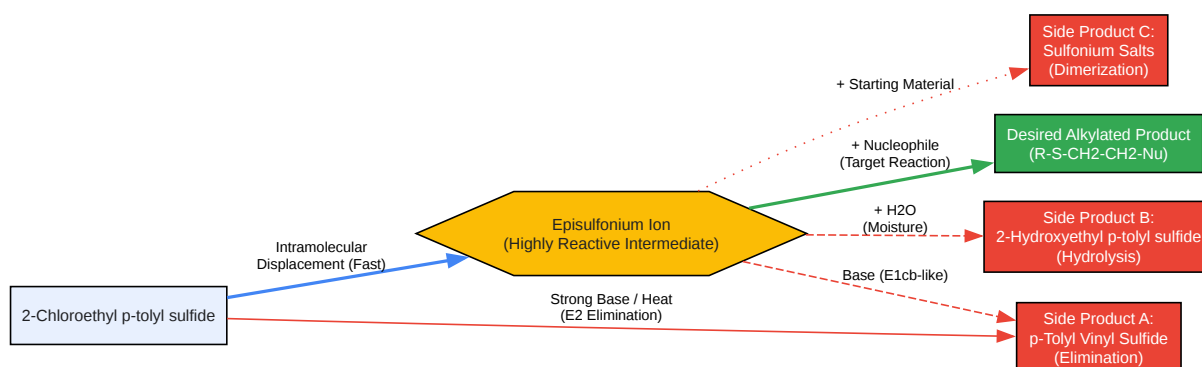 Side Product C:
Sulfonium Salts
(Dimerization)
+ Starting Material
Desired Alkylated Product
(R-S-CH2-CH2-Nu)
+ Nucleophile
(Target Reaction)
Episulfonium Ion
(Highly Reactive Intermediate)
+ H2O
(Moisture)
Side Product B:
2-Hydroxyethyl p-tolyl sulfide
(Hydrolysis)
Intramolecular
Displacement (Fast)
Base (E1cb-like)
2-Chloroethyl p-tolyl sulfide
Strong Base / Heat
(E2 Elimination)
Side Product A:
p-Tolyl Vinyl Sulfide
(Elimination)